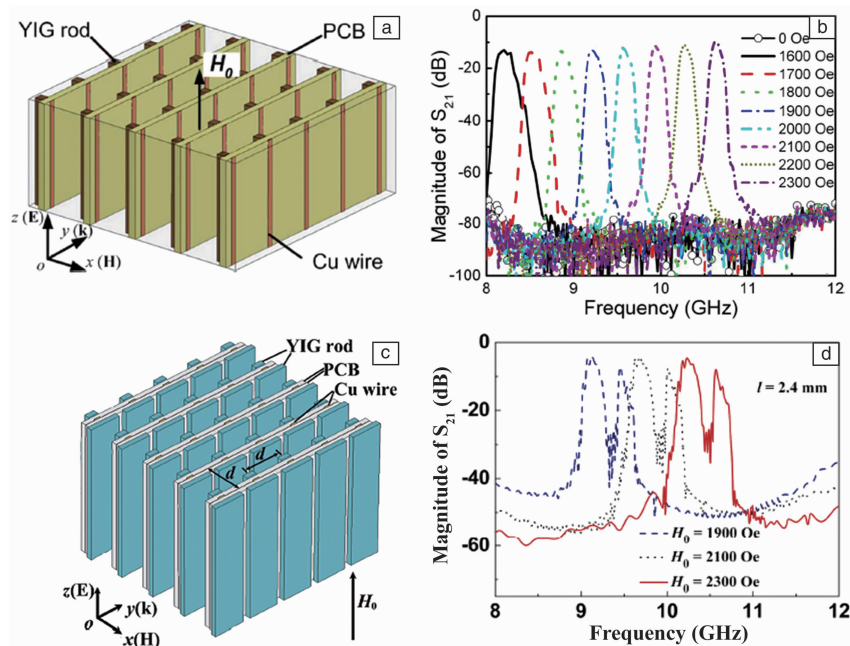 YIG rod
PCB
a
H₀
z (E)
y (k)
o
x (H)
Cu wire
b
0
-20
-40
-60
-80
-100
Magnitude of S₂₁ (dB)
0 Oe
1600 Oe
1700 Oe
1800 Oe
1900 Oe
2000 Oe
2100 Oe
2200 Oe
2300 Oe
8 9 10 11 12
Frequency (GHz)
c
YIG rod
PCB
Cu wire
d d
z(E)
y(k)
o
x(H)
H₀
d
0
-20
-40
-60
Magnitude of S₂₁ (dB)
l = 2.4 mm
H₀ = 1900 Oe
H₀ = 2100 Oe
H₀ = 2300 Oe
8 9 10 11 12
Frequency (GHz)